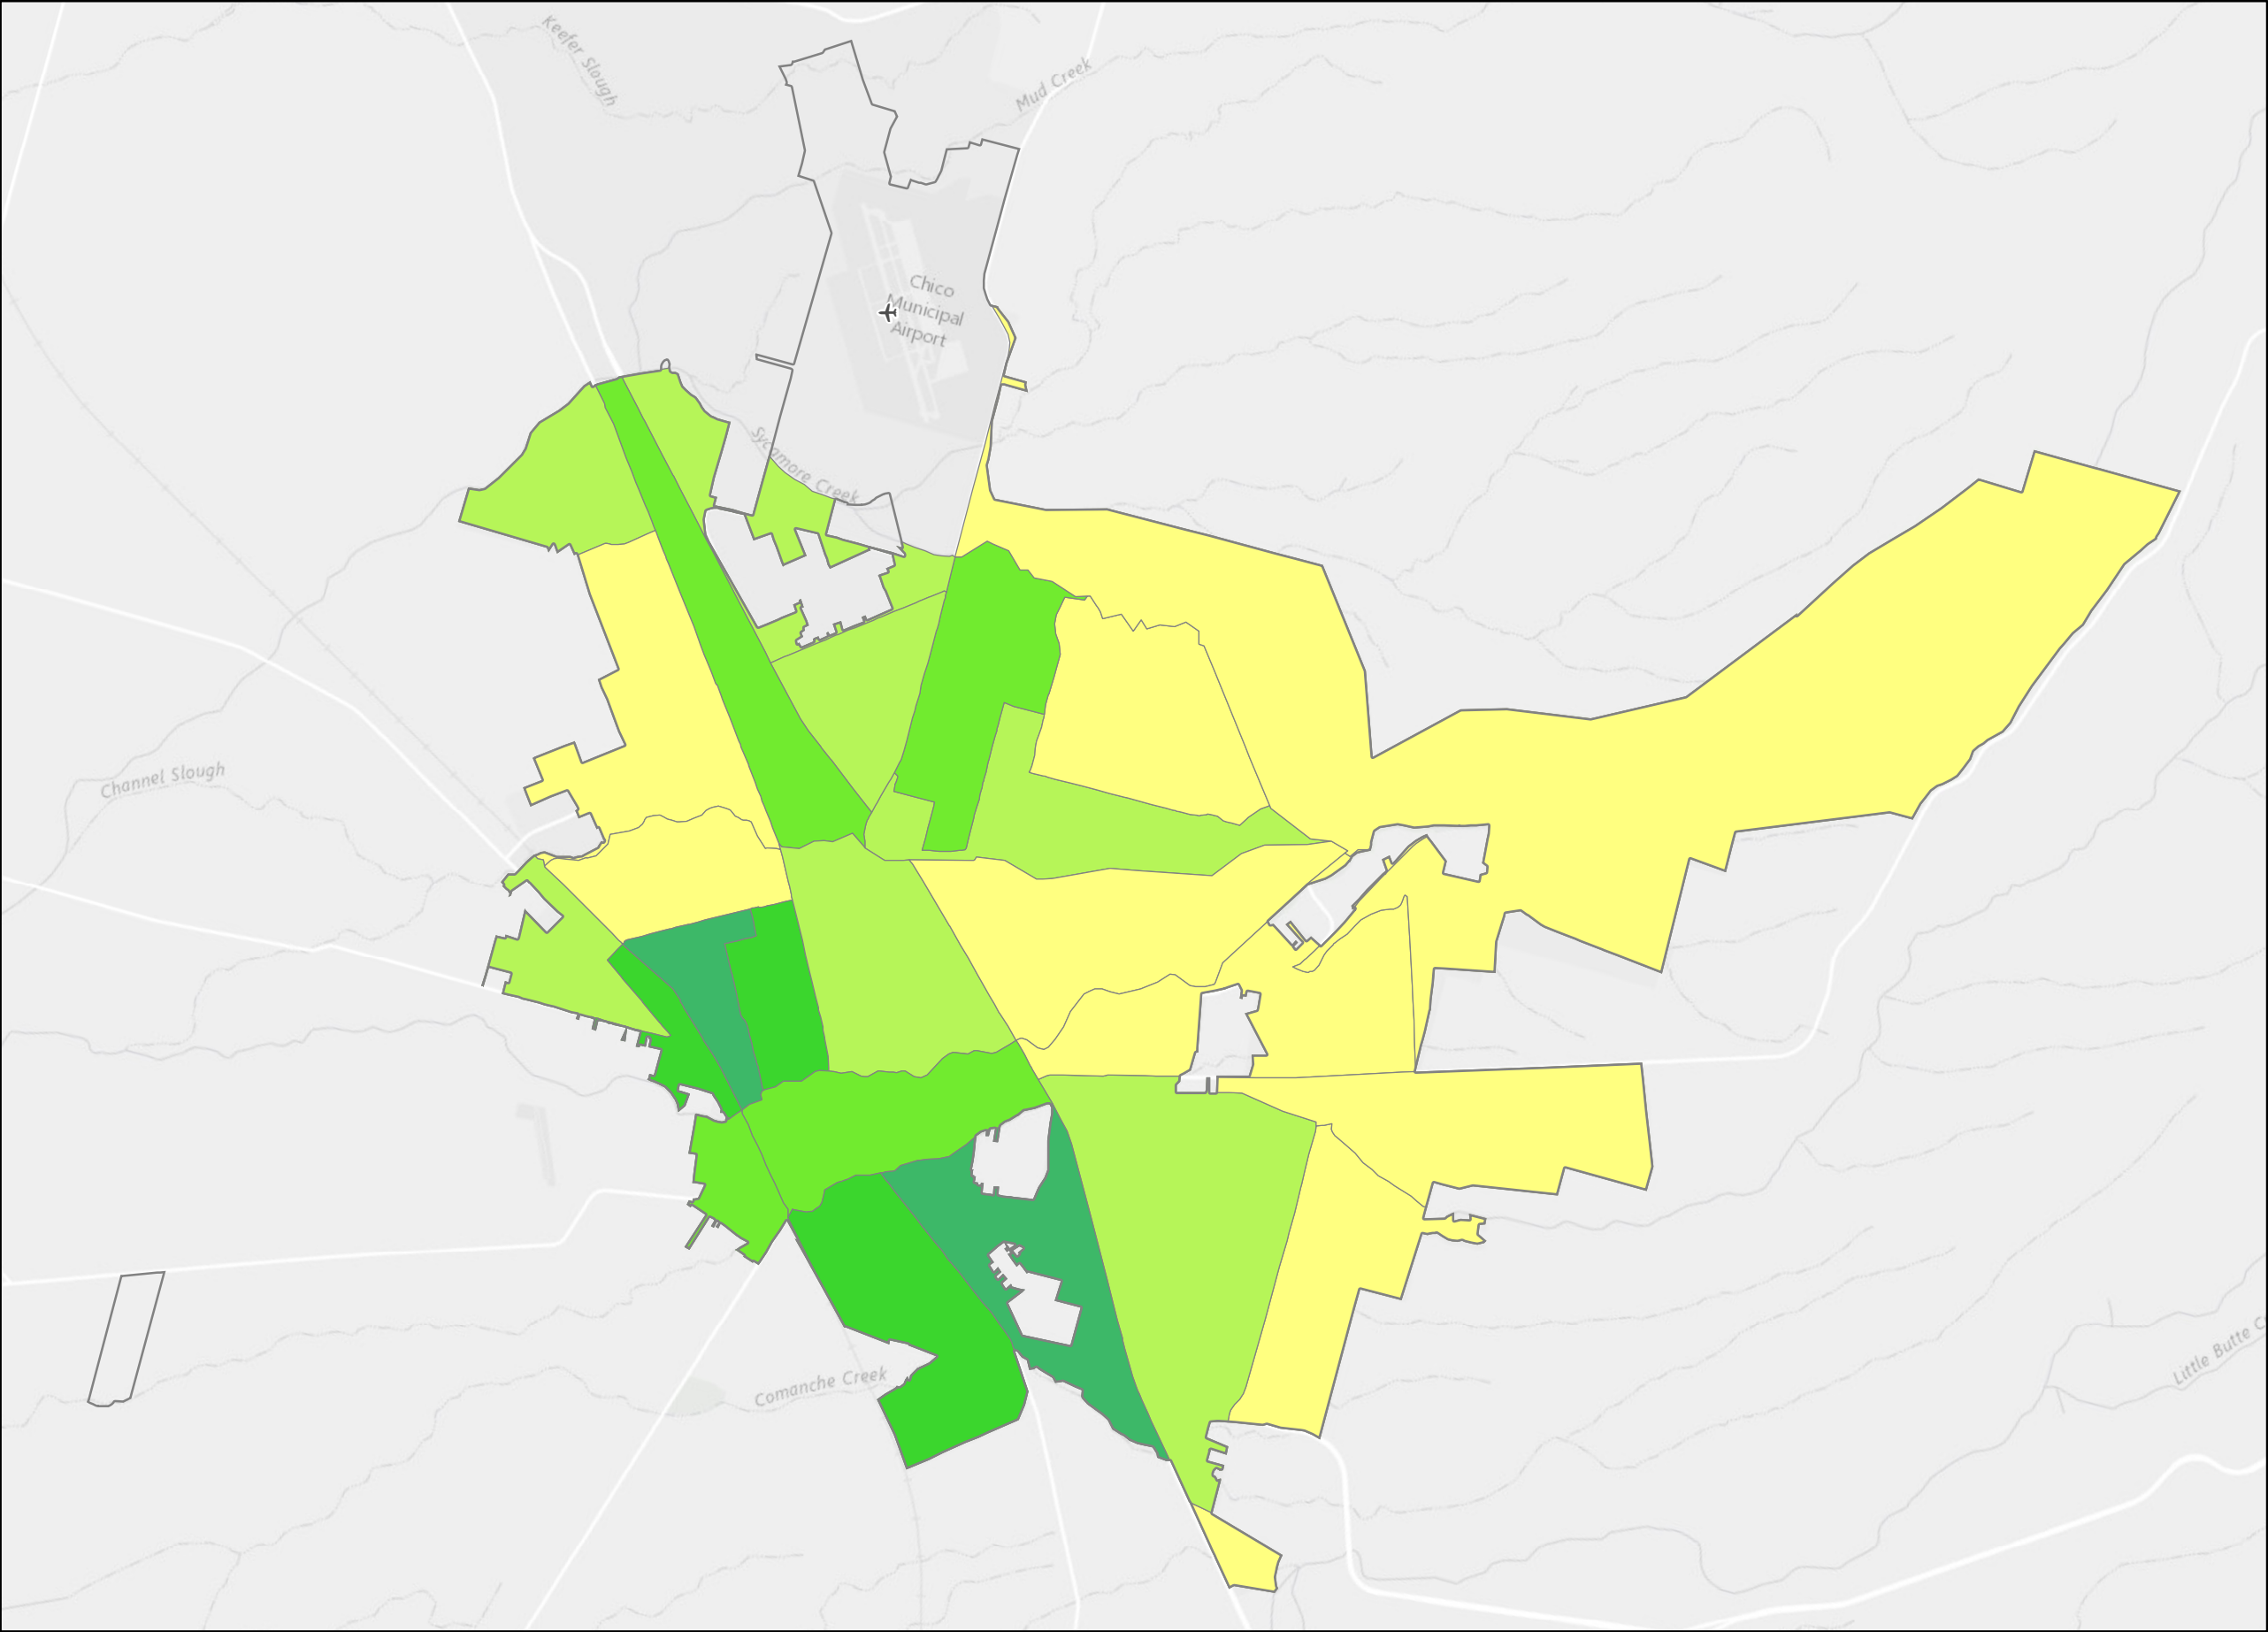 Keefer Slough
Mud Creek
Chico
Municipal
Airport
Sycamore Creek
Channel Slough
Comanche Creek
Little Butte C